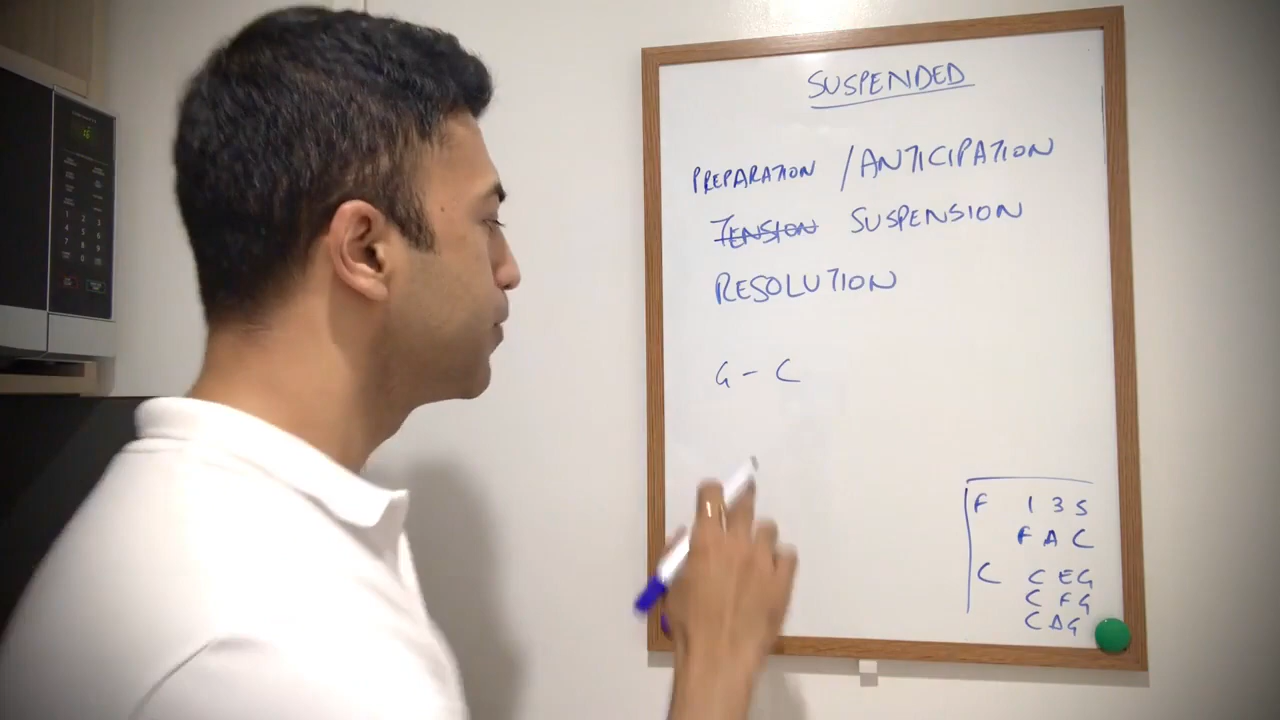 SUSPENDED
PREPARATION / ANTICIPATION
TENSION SUSPENSION
RESOLUTION
G - C
F 1 3 5
F A C
C C E G
C F G
C A G